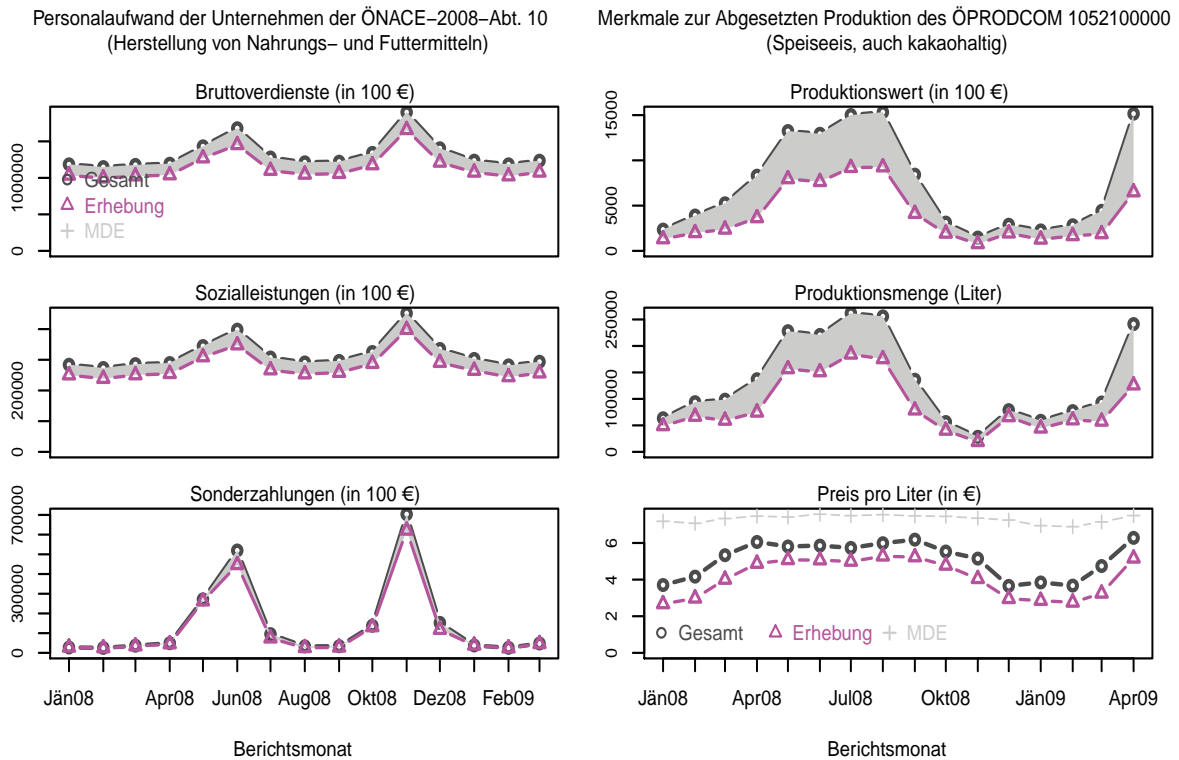 Personalaufwand der Unternehmen der ÖNACE−2008−Abt. 10
(Herstellung von Nahrungs− und Futtermitteln)
Bruttoverdienste (in 100 €)
1000000
0
Gesamt
Erhebung
MDE
Sozialleistungen (in 100 €)
200000
0
Sonderzahlungen (in 100 €)
700000
300000
0
Jän08 Apr08 Jun08 Aug08 Okt08 Dez08 Feb09
Berichtsmonat
Merkmale zur Abgesetzten Produktion des ÖPRODCOM 1052100000
(Speiseeis, auch kakaohaltig)
Produktionswert (in 100 €)
15000
5000
0
Produktionsmenge (Liter)
250000
100000
0
Preis pro Liter (in €)
6
4
2
0
Gesamt Erhebung MDE
Jän08 Apr08 Jul08 Okt08 Jän09 Apr09
Berichtsmonat